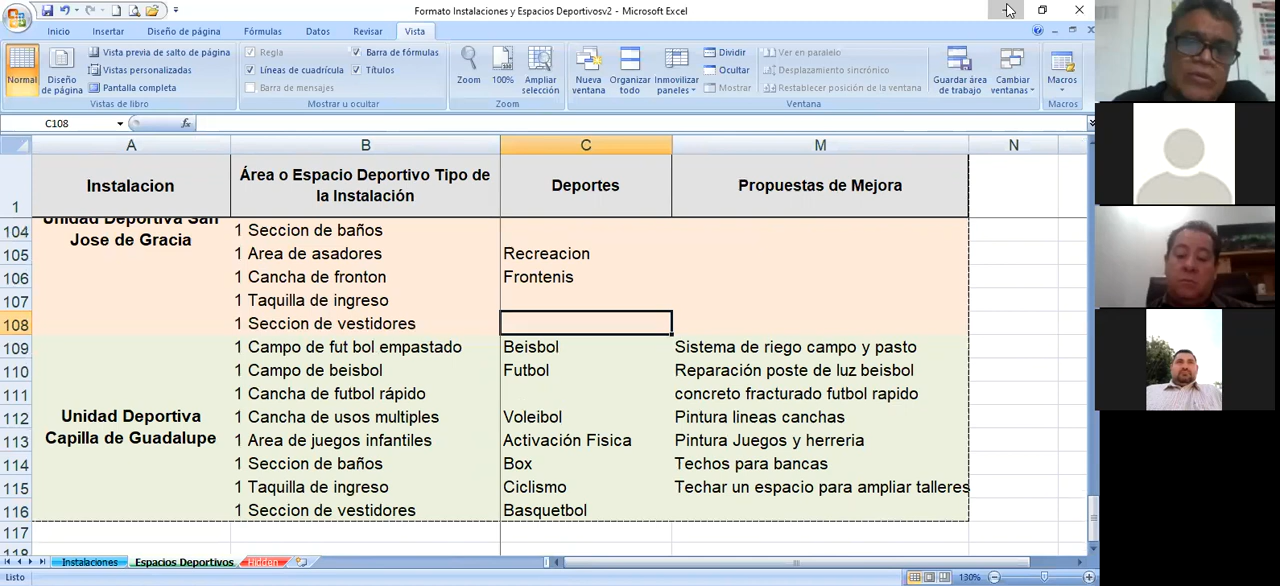 Formato Instalaciones y Espacios Deportivosv2 - Microsoft Excel
Inicio Insertar Diseño de página Fórmulas Datos Revisar Vista
Normal
Diseño de página
Vista previa de salto de página
Vistas personalizadas
Pantalla completa
Vistas de libro
Regla
Líneas de cuadrícula
Barra de mensajes
Barra de fórmulas
Títulos
Mostrar u ocultar
Zoom
100%
Ampliar selección
Zoom
Nueva ventana
Organizar todo
Inmovilizar paneles
Dividir
Ocultar
Mostrar
Ver en paralelo
Desplazamiento sincrónico
Restablecer posición de la ventana
Ventana
Guardar área de trabajo
Cambiar ventanas
Macros
Macros
C108 fx
A B C M N
1 Instalacion Área o Espacio Deportivo Tipo de la Instalación Deportes Propuestas de Mejora
Unidad Deportiva San Jose de Gracia
104 1 Seccion de baños
105 1 Area de asadores Recreacion
106 1 Cancha de fronton Frontenis
107 1 Taquilla de ingreso
108 1 Seccion de vestidores
Unidad Deportiva Capilla de Guadalupe
109 1 Campo de fut bol empastado Beisbol Sistema de riego campo y pasto
110 1 Campo de beisbol Futbol Reparación poste de luz beisbol
111 1 Cancha de futbol rápido concreto fracturado futbol rapido
112 1 Cancha de usos multiples Voleibol Pintura lineas canchas
113 1 Area de juegos infantiles Activación Fisica Pintura Juegos y herreria
114 1 Seccion de baños Box Techos para bancas
115 1 Taquilla de ingreso Ciclismo Techar un espacio para ampliar talleres
116 1 Seccion de vestidores Basquetbol
117
118
Instalaciones Espacios Deportivos Hidden
Listo 130%